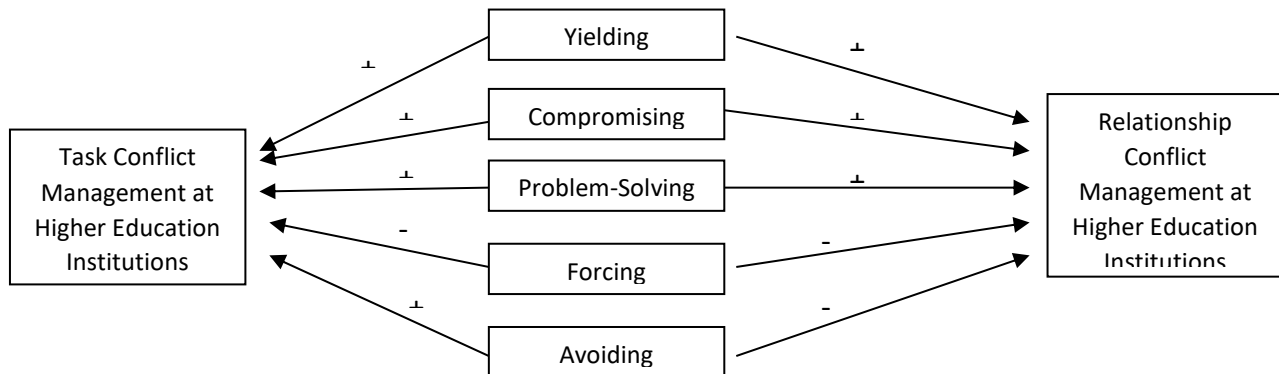 Yielding
+
+
Compromising
+
+
Task Conflict
Management at
Higher Education
Institutions
Problem-Solving
+
+
Relationship
Conflict
Management at
Higher Education
Institutions
Forcing
-
-
Avoiding
+
-